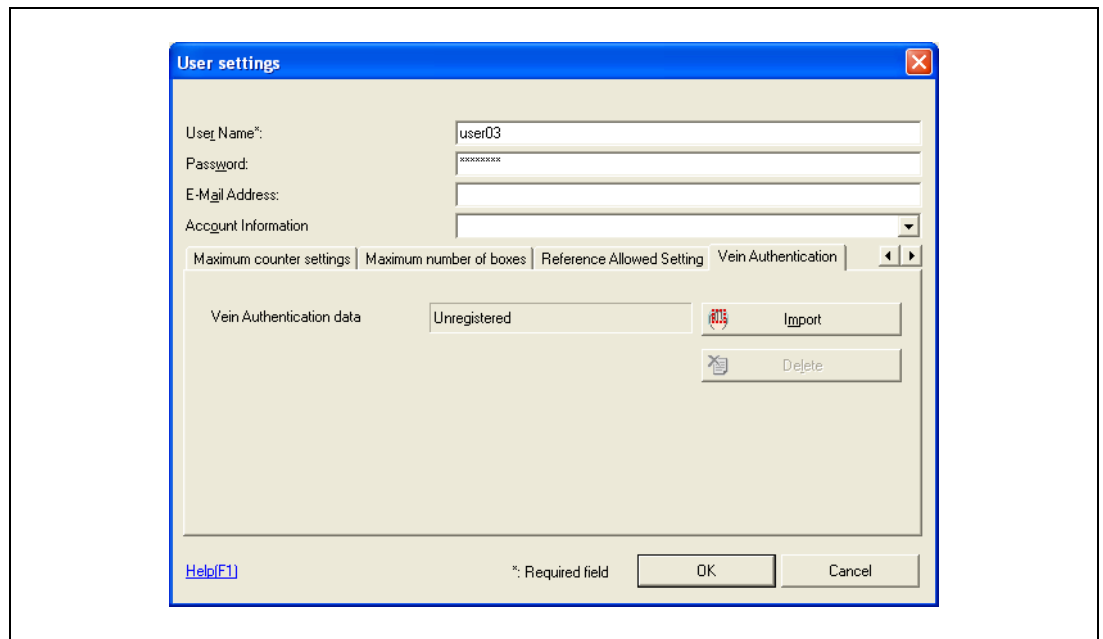 User settings
User Name*: user03
Password: ********
E-Mail Address:
Account Information
Maximum counter settings Maximum number of boxes Reference Allowed Setting Vein Authentication
Vein Authentication data Unregistered Import
Delete
Help(F1) *: Required field OK Cancel